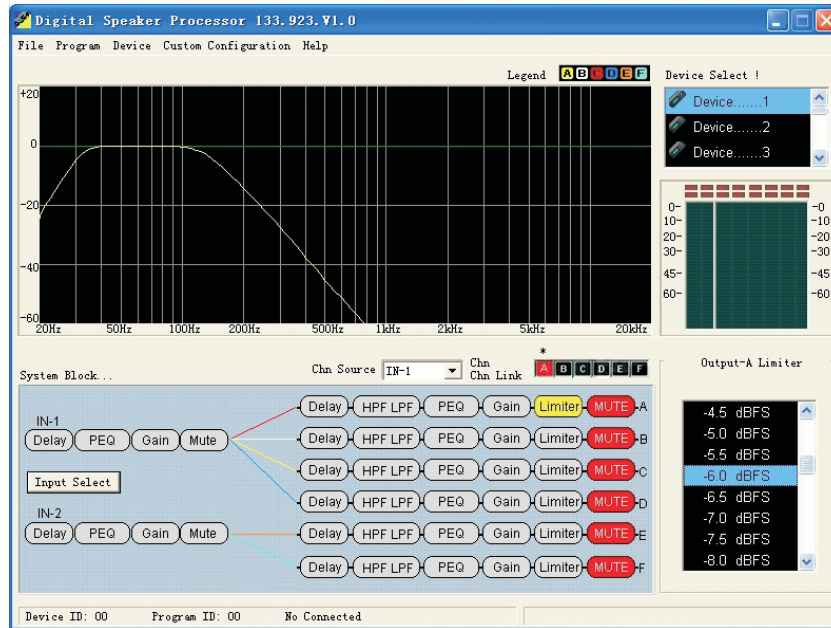 Digital Speaker Processor 133.923.V1.0
File Program Device Custom Configuration Help
Legend A B C D E F
Device Select !
Device.......1
Device.......2
Device.......3
+20
0
-20
-40
-60
20Hz 50Hz 100Hz 200Hz 500Hz 1kHz 2kHz 5kHz 20kHz
0- -0
10- -10
20- -20
30- -30
45- -45
60- -60
System Block...
Chn Source IN-1 Chn
Chn Link
* A B C D E F
IN-1
Delay PEQ Gain Mute
Input Select
IN-2
Delay PEQ Gain Mute
Delay HPF LPF PEQ Gain Limiter MUTE A
Delay HPF LPF PEQ Gain Limiter MUTE B
Delay HPF LPF PEQ Gain Limiter MUTE C
Delay HPF LPF PEQ Gain Limiter MUTE D
Delay HPF LPF PEQ Gain Limiter MUTE E
Delay HPF LPF PEQ Gain Limiter MUTE F
Output-A Limiter
-4.5 dBFS
-5.0 dBFS
-5.5 dBFS
-6.0 dBFS
-6.5 dBFS
-7.0 dBFS
-7.5 dBFS
-8.0 dBFS
Device ID: 00 Program ID: 00 No Connected